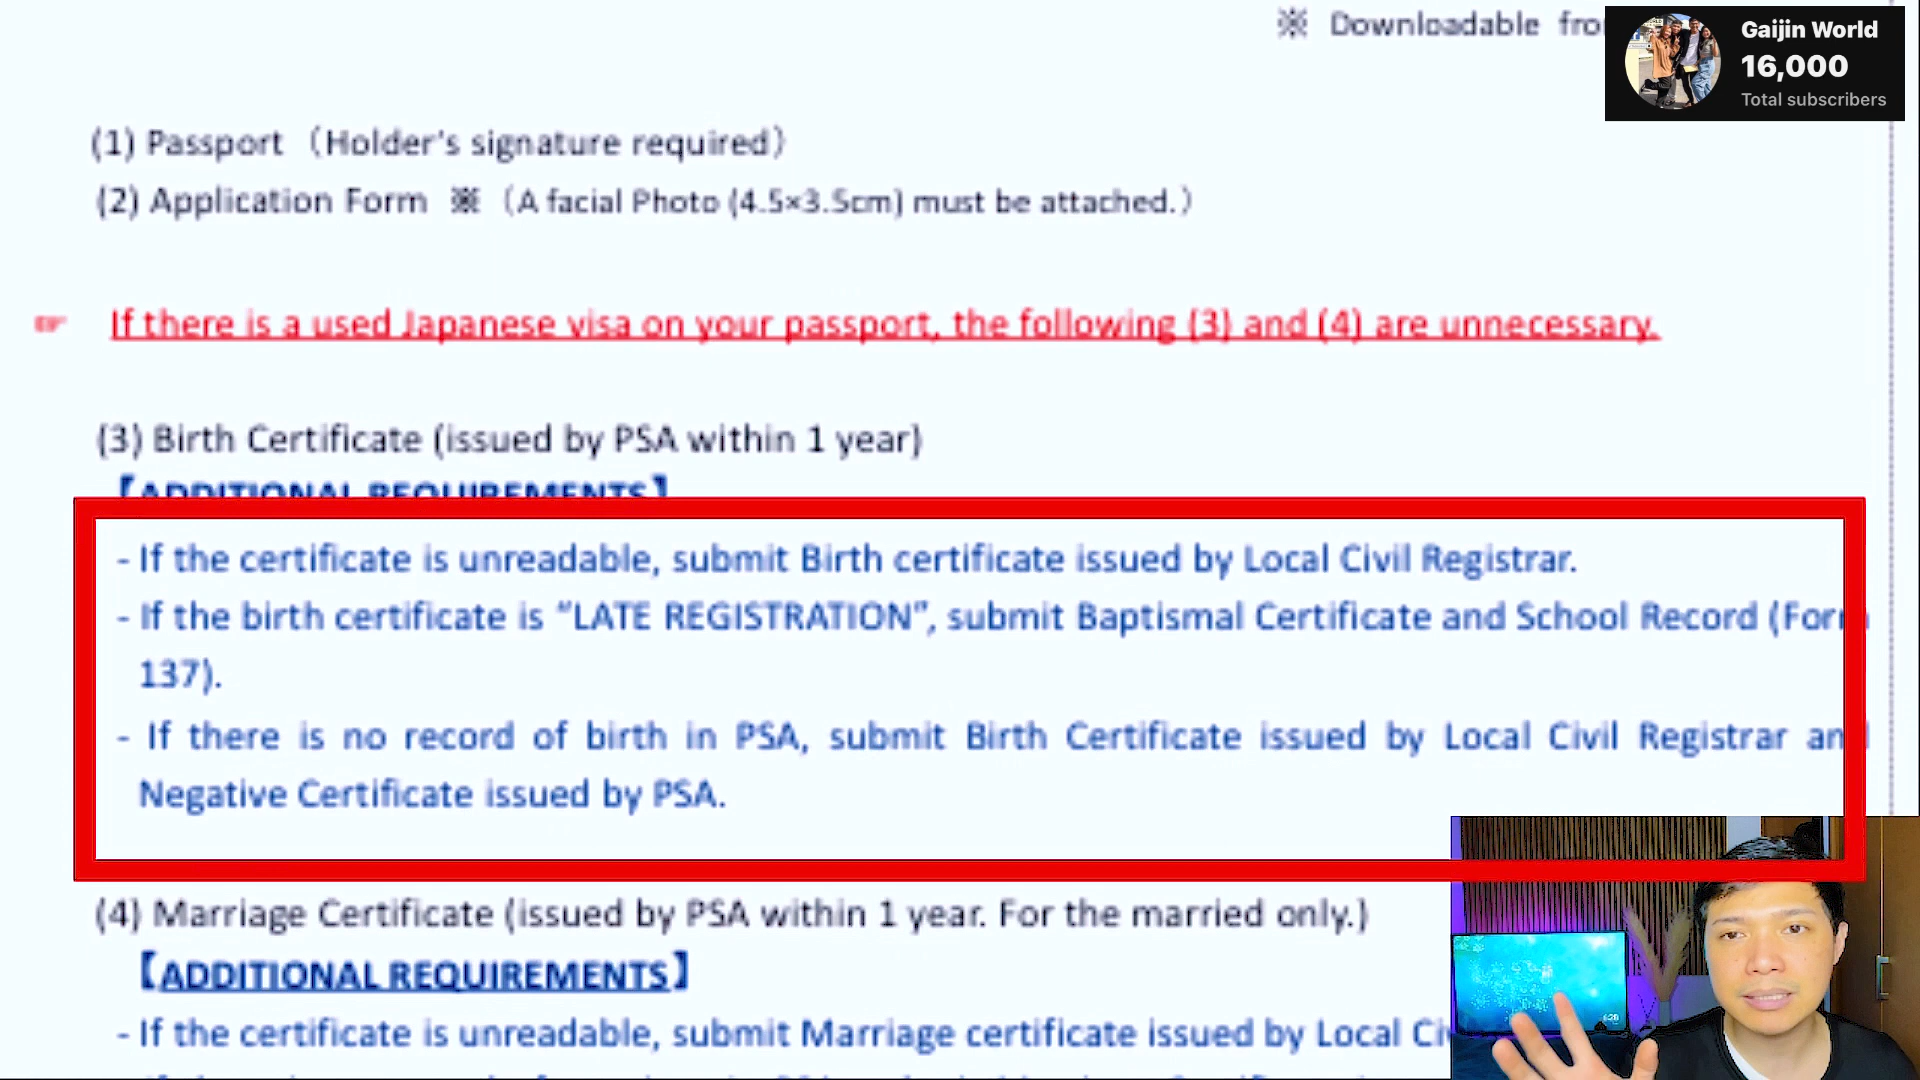 ※ Downloadable
Gaijin World
16,000
Total subscribers
(1) Passport （Holder's signature required）
(2) Application Form ※ （A facial Photo (4.5×3.5cm) must be attached.）
☞ If there is a used Japanese visa on your passport, the following (3) and (4) are unnecessary.
(3) Birth Certificate (issued by PSA within 1 year)
【ADDITIONAL REQUIREMENTS】
- If the certificate is unreadable, submit Birth certificate issued by Local Civil Registrar.
- If the birth certificate is “LATE REGISTRATION”, submit Baptismal Certificate and School Record (Form
137).
- If there is no record of birth in PSA, submit Birth Certificate issued by Local Civil Registrar and
Negative Certificate issued by PSA.
(4) Marriage Certificate (issued by PSA within 1 year. For the married only.)
【ADDITIONAL REQUIREMENTS】
- If the certificate is unreadable, submit Marriage certificate issued by Local